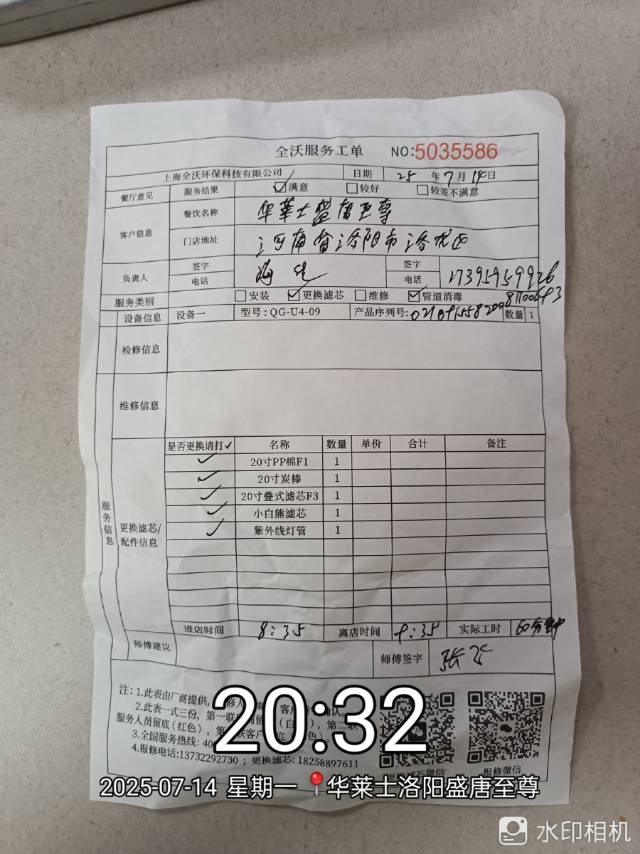 全沃服务工单 NO:5035586
上海全沃环保科技有限公司 日期 25 年 7 月 14 日
餐厅意见 服务结果 ☑满意 □较好 □较差不满意
客户信息 餐饮名称 华莱士盛唐至尊
门店地址 河南省洛阳市
负责人 签字 签字
电话 电话 17395959926
服务类别 □安装 ☑更换滤芯 □维修 ☑管道消毒
设备信息 设备一 型号:QG-U4-09 产品序列号: 数量 1
检修信息
维修信息
服务信息
更换滤芯/配件信息
是否更换请打✓ 名称 数量 单价 合计 备注
✓ 20寸PP棉F1 1
✓ 20寸炭棒 1
✓ 20寸叠式滤芯F3 1
✓ 小白熊滤芯 1
✓ 紫外线灯管 1
进店时间 8:35 离店时间 9:35 实际工时 60分钟
师傅建议 师傅签字 张
注:1.此表由厂商提供,
2.此表一式三份,第一联
服务人员留底(红色),
3.全国服务热线:40
4.报修电话:13732292730 ;更换滤芯:18258897611
报修微信
20:32
2025-07-14 星期一 华莱士洛阳盛唐至尊
水印相机